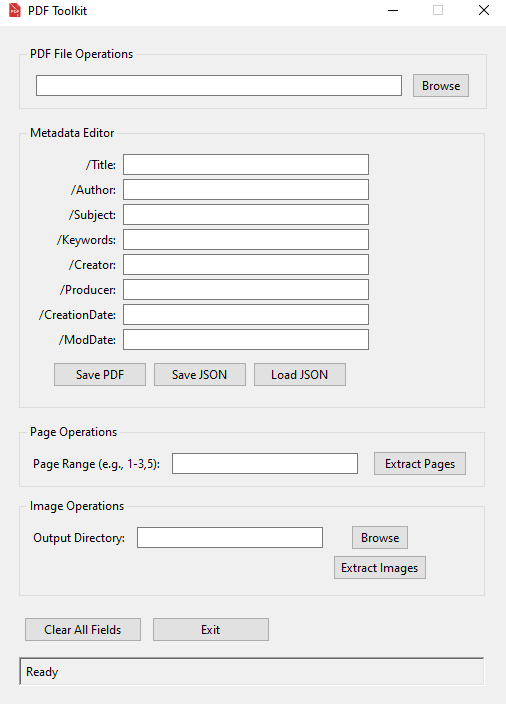 PDF
PDF Toolkit
PDF File Operations
Browse
Metadata Editor
/Title:
/Author:
/Subject:
/Keywords:
/Creator:
/Producer:
/CreationDate:
/ModDate:
Save PDF Save JSON Load JSON
Page Operations
Page Range (e.g., 1-3,5): Extract Pages
Image Operations
Output Directory: Browse
Extract Images
Clear All Fields Exit
Ready